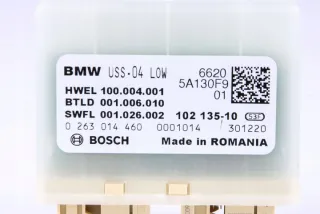 BMW USS-04 LOW 6620
5A130F9
01
HWEL 100.004.001
BTLD 001.006.010
SWFL 001.026.002 102 135-10 537
0 263 014 460 0001014 301220
BOSCH Made in ROMANIA